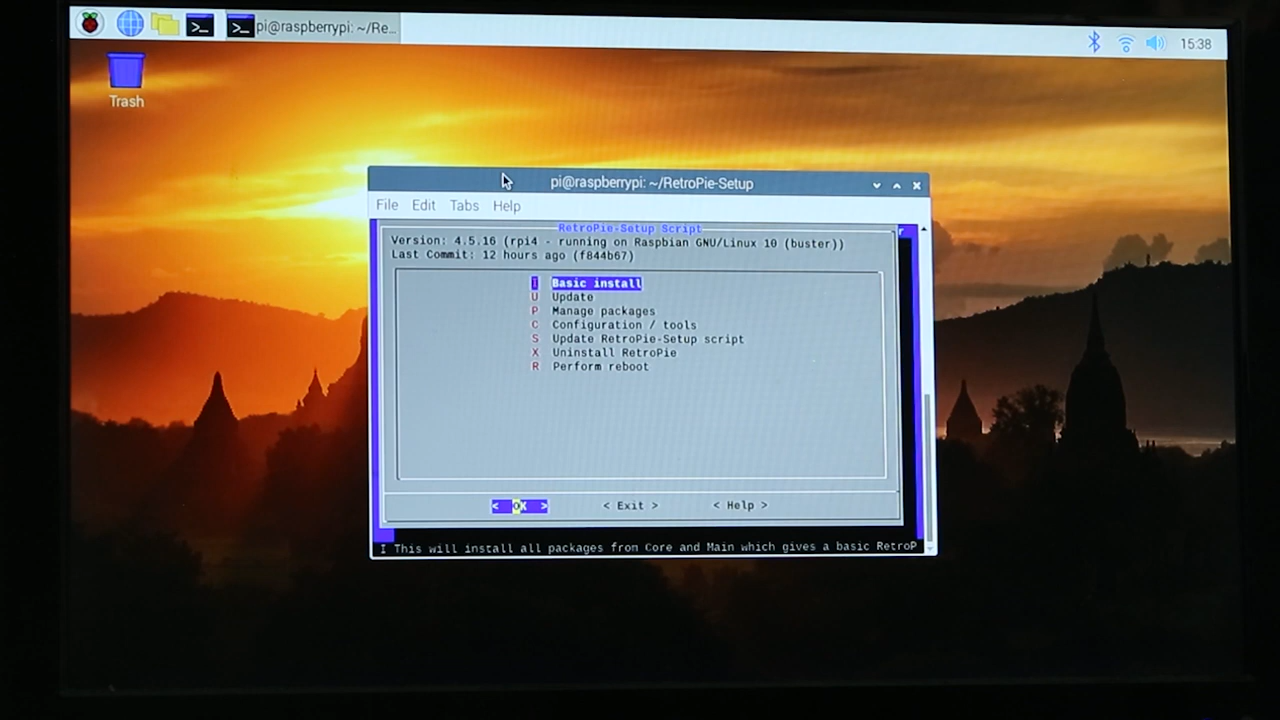 pi@raspberrypi: ~/Re...
15:38
Trash
pi@raspberrypi: ~/RetroPie-Setup
File Edit Tabs Help
RetroPie-Setup Script
Version: 4.5.16 (rpi4 - running on Raspbian GNU/Linux 10 (buster))
Last Commit: 12 hours ago (f844b67)
I Basic install
U Update
P Manage packages
C Configuration / tools
S Update RetroPie-Setup script
X Uninstall RetroPie
R Perform reboot
< OK > < Exit > < Help >
I This will install all packages from Core and Main which gives a basic RetroP